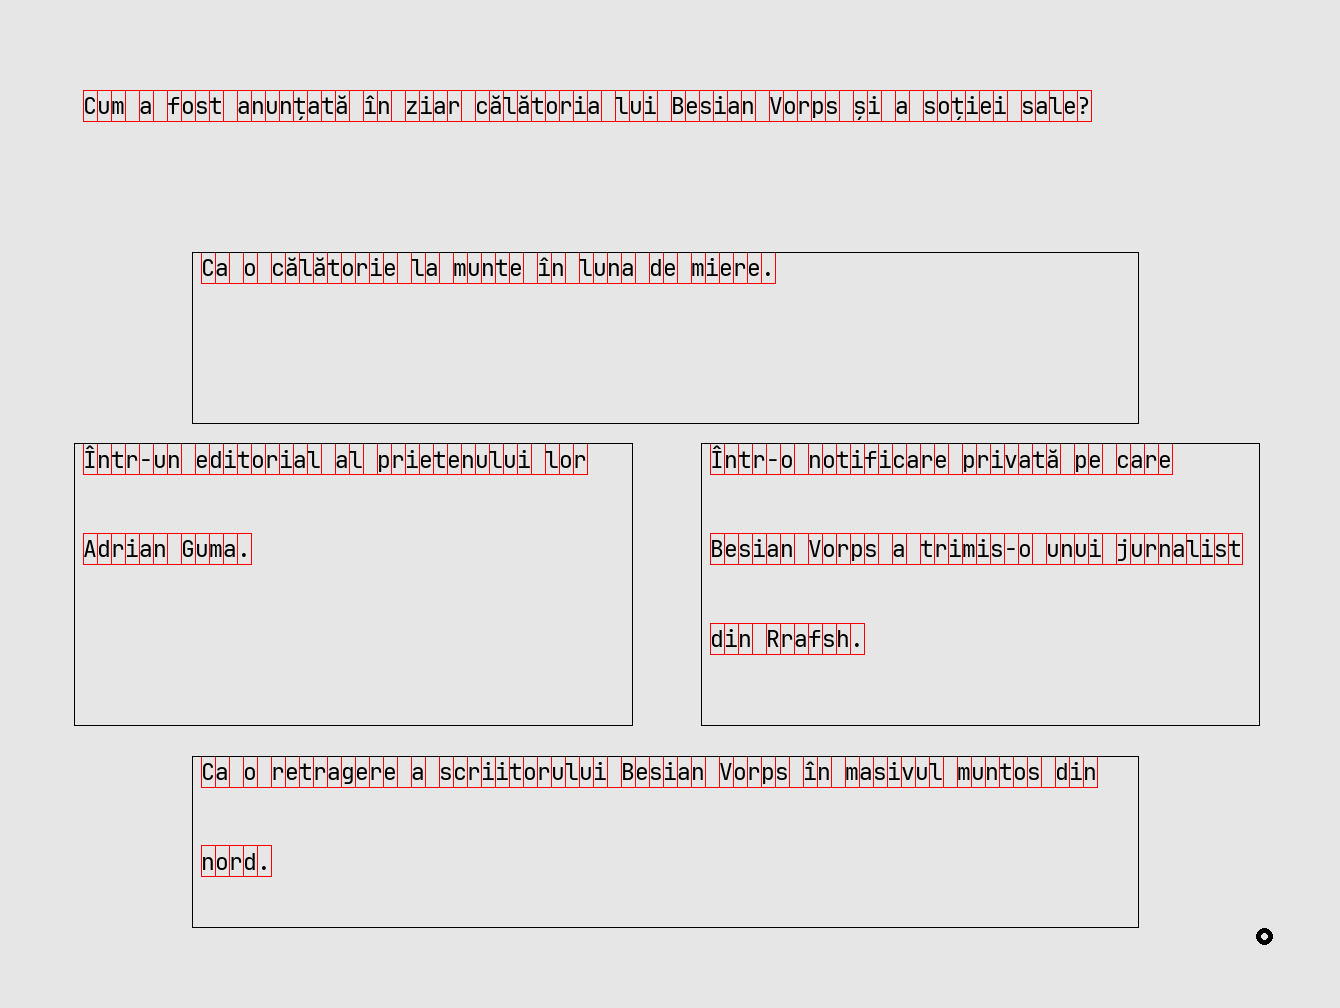 Cum a fost anunțată în ziar călătoria lui Besian Vorps și a soției sale?
Ca o călătorie la munte în luna de miere.
Într-un editorial al prietenului lor
Adrian Guma.
Într-o notificare privată pe care
Besian Vorps a trimis-o unui jurnalist
din Rrafsh.
Ca o retragere a scriitorului Besian Vorps în masivul muntos din
nord.